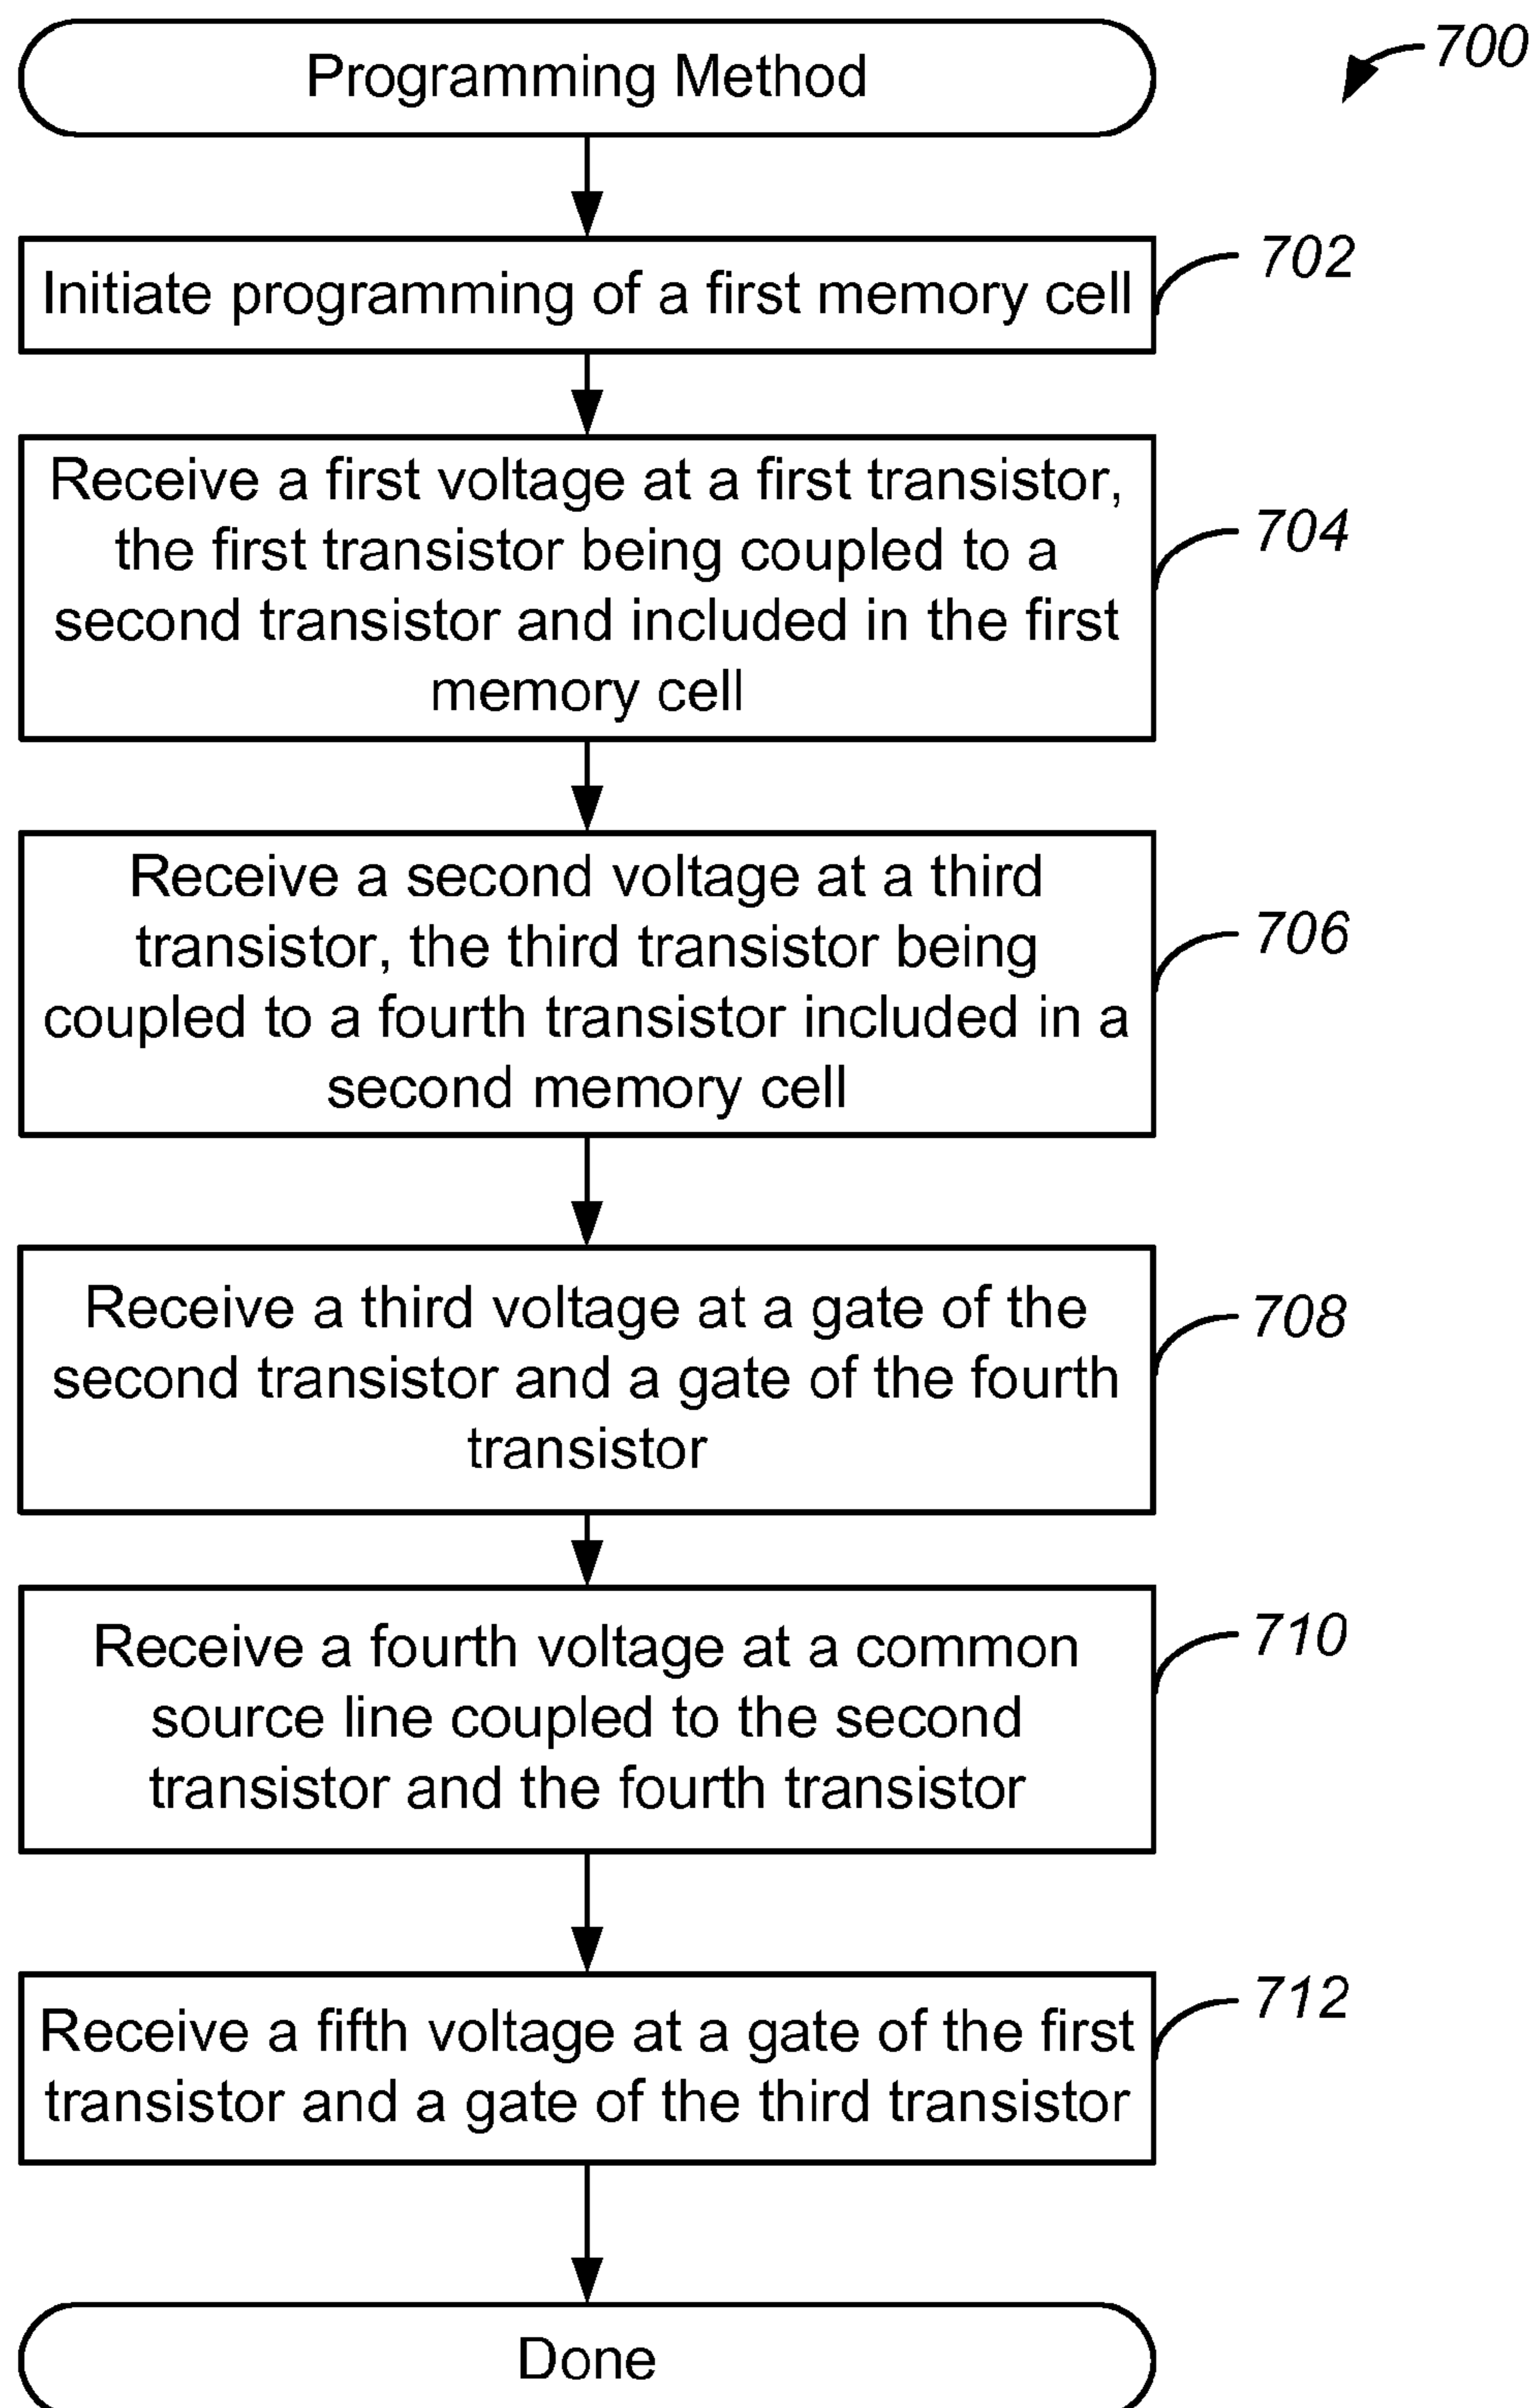 Programming Method
700
Initiate programming of a first memory cell
702
Receive a first voltage at a first transistor,
the first transistor being coupled to a
second transistor and included in the first
memory cell
704
Receive a second voltage at a third
transistor, the third transistor being
coupled to a fourth transistor included in a
second memory cell
706
Receive a third voltage at a gate of the
second transistor and a gate of the fourth
transistor
708
Receive a fourth voltage at a common
source line coupled to the second
transistor and the fourth transistor
710
Receive a fifth voltage at a gate of the first
transistor and a gate of the third transistor
712
Done